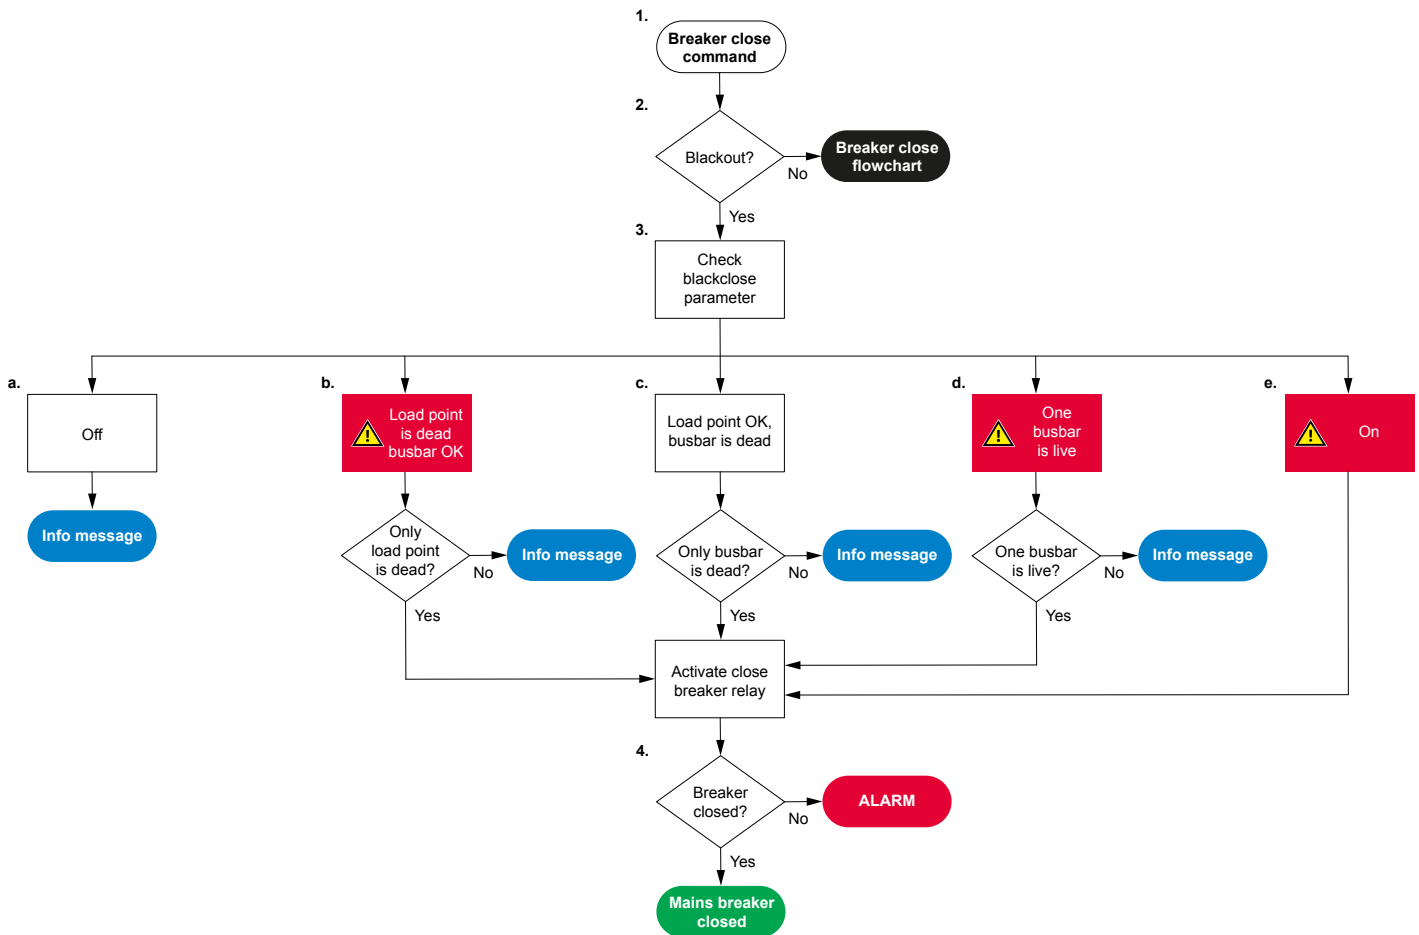 1.
Breaker close
command
2.
Blackout?
No
Breaker close
flowchart
Yes
3.
Check
blackclose
parameter
a.
Off
Info message
b.
Load point
is dead
busbar OK
Only
load point
is dead?
No
Info message
Yes
c.
Load point OK,
busbar is dead
Only busbar
is dead?
No
Info message
Yes
d.
One
busbar
is live
One busbar
is live?
No
Info message
Yes
e.
On
Activate close
breaker relay
4.
Breaker
closed?
No
ALARM
Yes
Mains breaker
closed